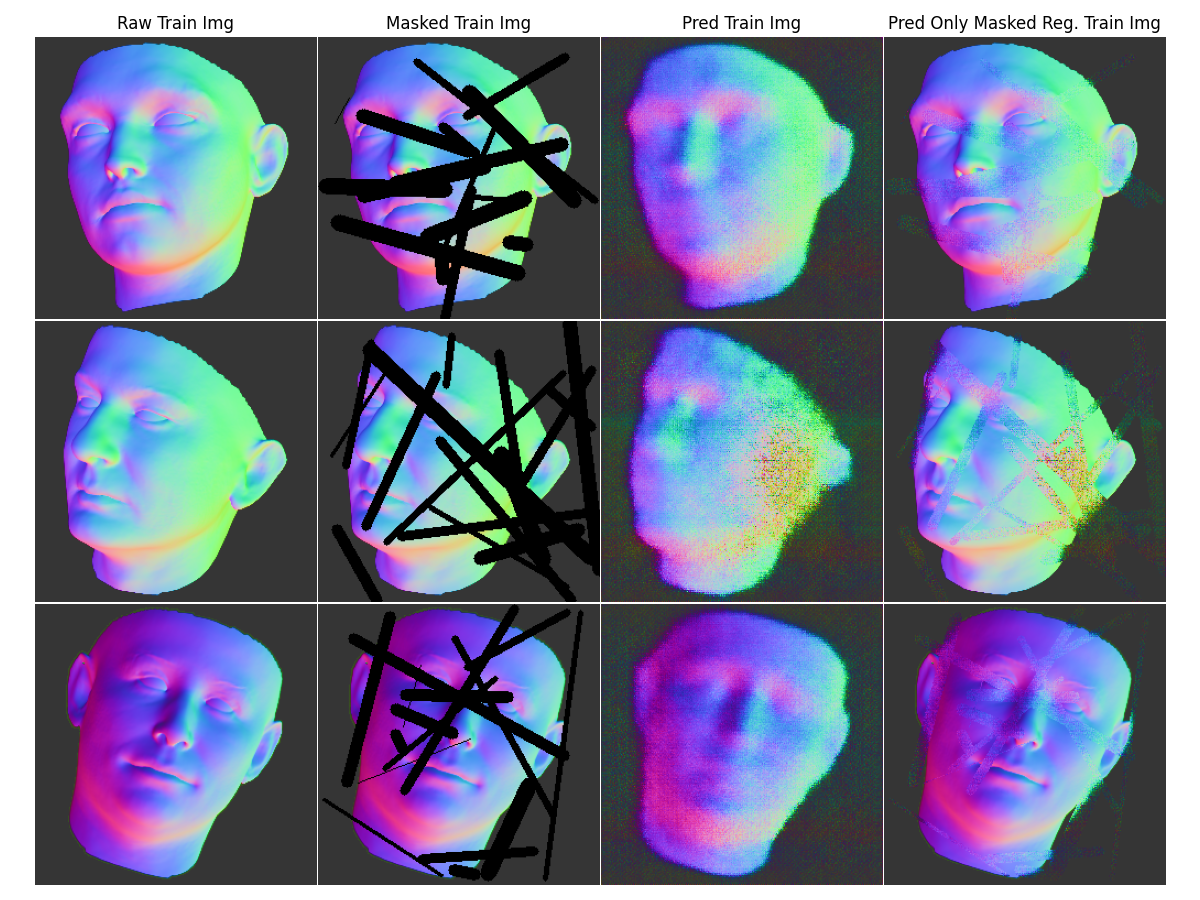 Raw Train Img
Masked Train Img
Pred Train Img
Pred Only Masked Reg. Train Img